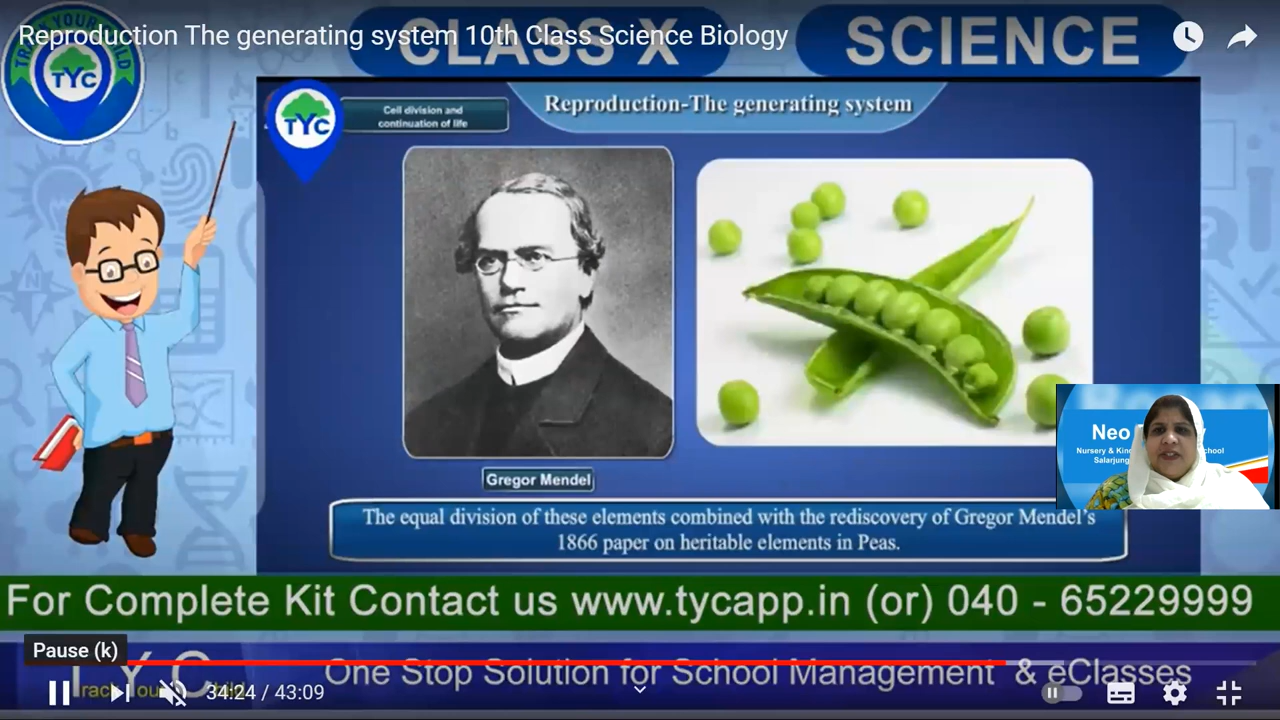 Reproduction The generating system 10th Class Science Biology
CLASS X
SCIENCE
TRACK YOUR CHILD
TYC
TYC
Cell division and
continuation of life
Reproduction-The generating system
Gregor Mendel
Neo
Nursery & Kin
School
Salarjung
The equal division of these elements combined with the rediscovery of Gregor Mendel's
1866 paper on heritable elements in Peas.
For Complete Kit Contact us www.tycapp.in (or) 040 - 65229999
Pause (k)
T Y C
One Stop Solution for School Management & eClasses
34:24 / 43:09